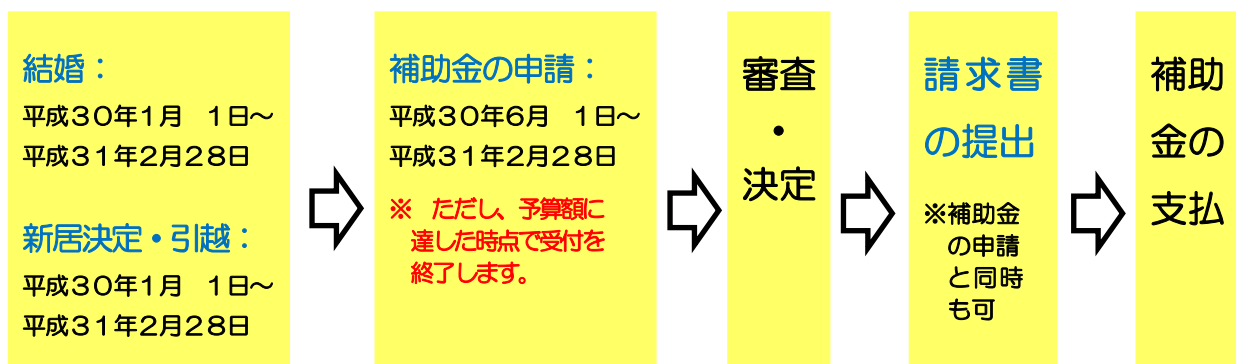 結婚：
平成３０年１月　１日～
平成３１年２月２８日
新居決定・引越：
平成３０年１月　１日～
平成３１年２月２８日
補助金の申請：
平成３０年６月　１日～
平成３１年２月２８日
※　ただし、予算額に
達した時点で受付を
終了します。
審査
・
決定
請求書
の提出
※補助金
の申請
と同時
も可
補助
金の
支払